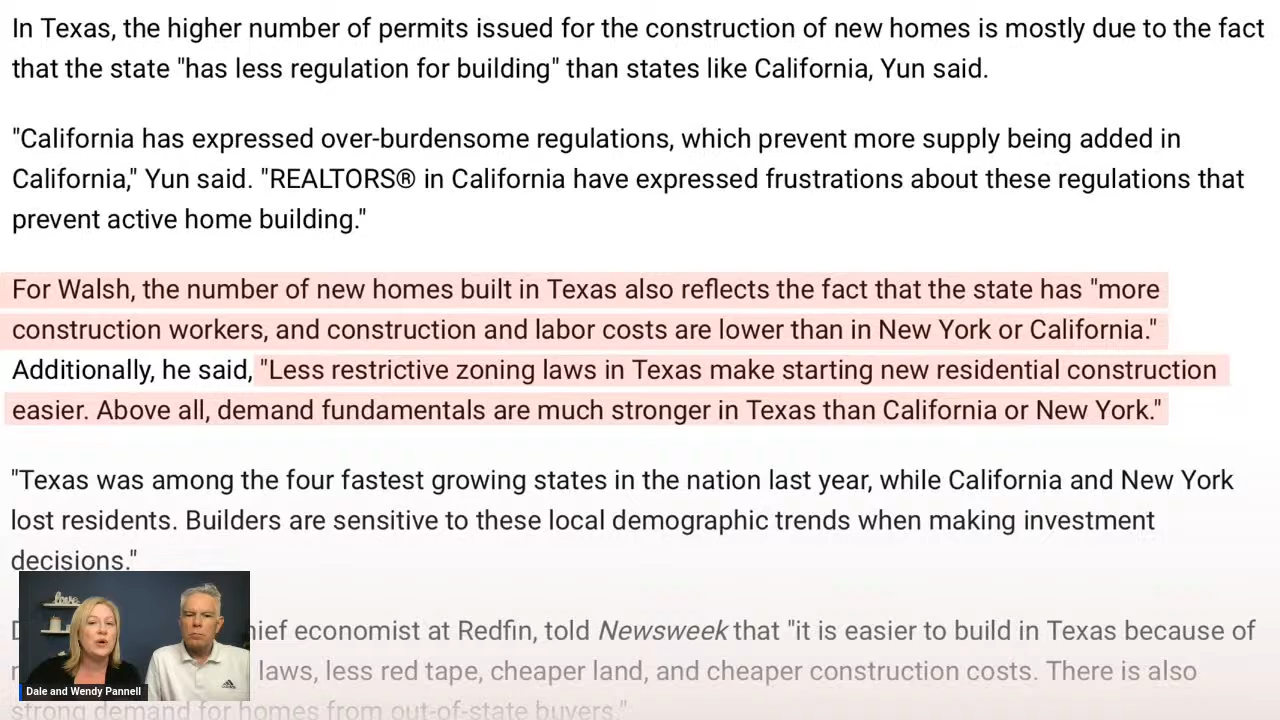 In Texas, the higher number of permits issued for the construction of new homes is mostly due to the fact
that the state "has less regulation for building" than states like California, Yun said.
"California has expressed over-burdensome regulations, which prevent more supply being added in
California," Yun said. "REALTORS® in California have expressed frustrations about these regulations that
prevent active home building."
For Walsh, the number of new homes built in Texas also reflects the fact that the state has "more
construction workers, and construction and labor costs are lower than in New York or California."
Additionally, he said, "Less restrictive zoning laws in Texas make starting new residential construction
easier. Above all, demand fundamentals are much stronger in Texas than California or New York."
"Texas was among the four fastest growing states in the nation last year, while California and New York
lost residents. Builders are sensitive to these local demographic trends when making investment
decisions."
economist at Redfin, told Newsweek that "it is easier to build in Texas because of
laws, less red tape, cheaper land, and cheaper construction costs. There is also
strong demand for homes from out-of-state buyers."
Dale and Wendy Pannell